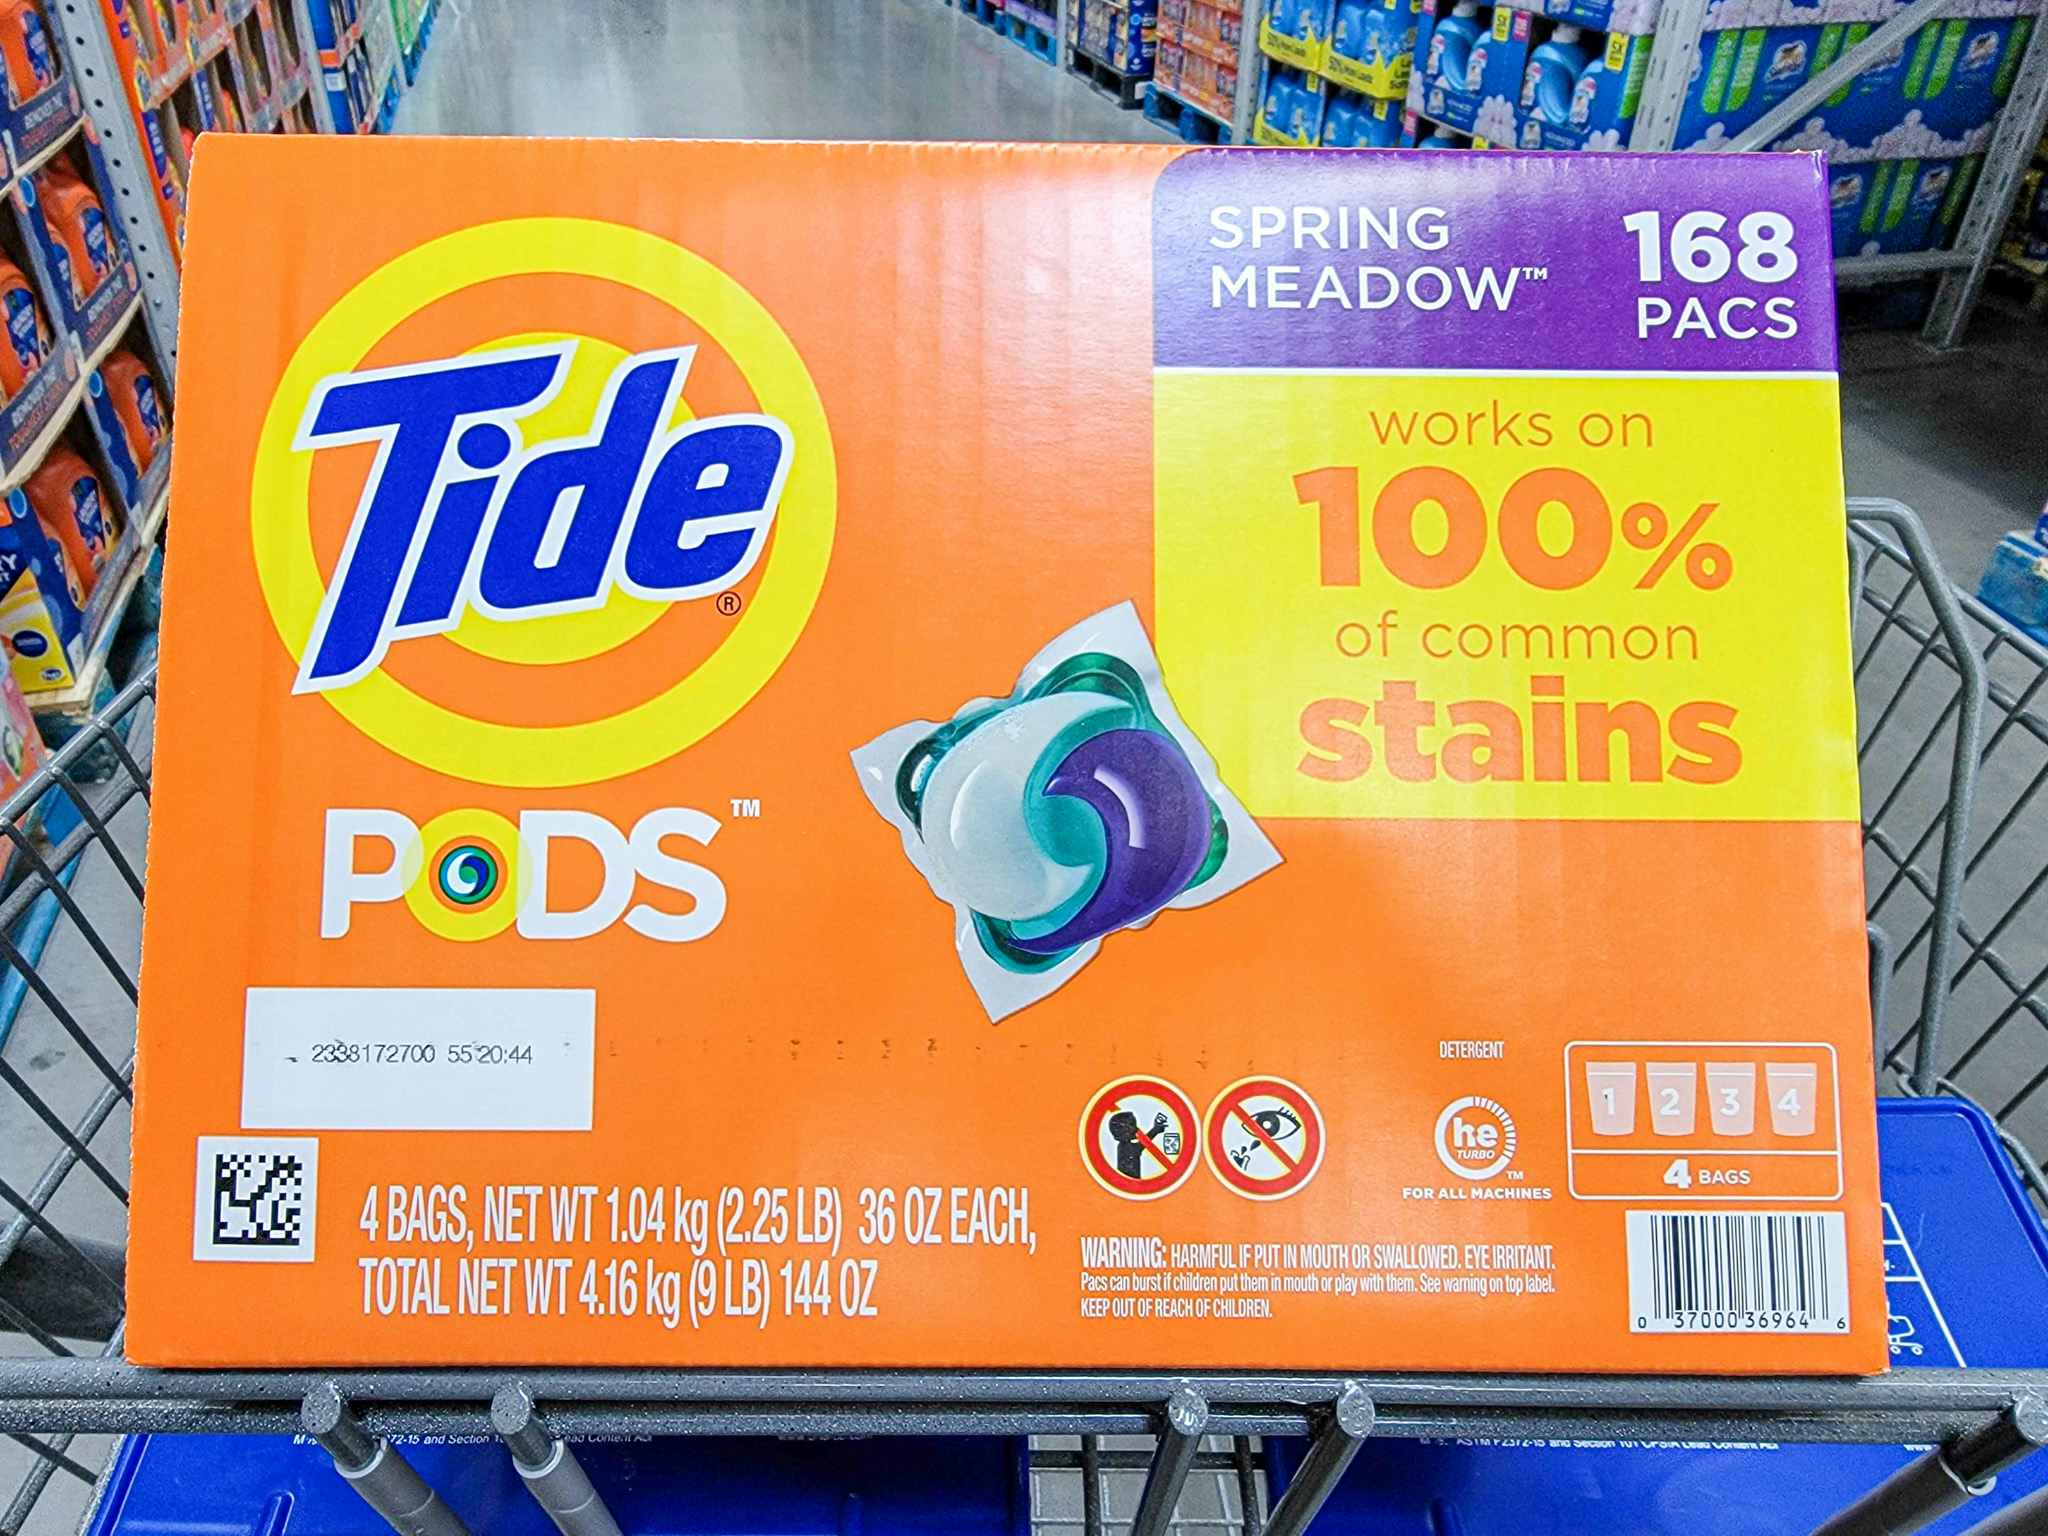 Tide®
PODS™
SPRING
MEADOW™
168
PACS
works on
100%
of common
stains
2338172700 55 20:44
4 BAGS, NET WT 1.04 kg (2.25 LB) 36 OZ EACH,
TOTAL NET WT 4.16 kg (9 LB) 144 OZ
WARNING: HARMFUL IF PUT IN MOUTH OR SWALLOWED. EYE IRRITANT.
Pacs can burst if children put them in mouth or play with them. See warning on top label.
KEEP OUT OF REACH OF CHILDREN.
DETERGENT
he
TURBO
™
FOR ALL MACHINES
1 2 3 4
4 BAGS
0 37000 36964 6